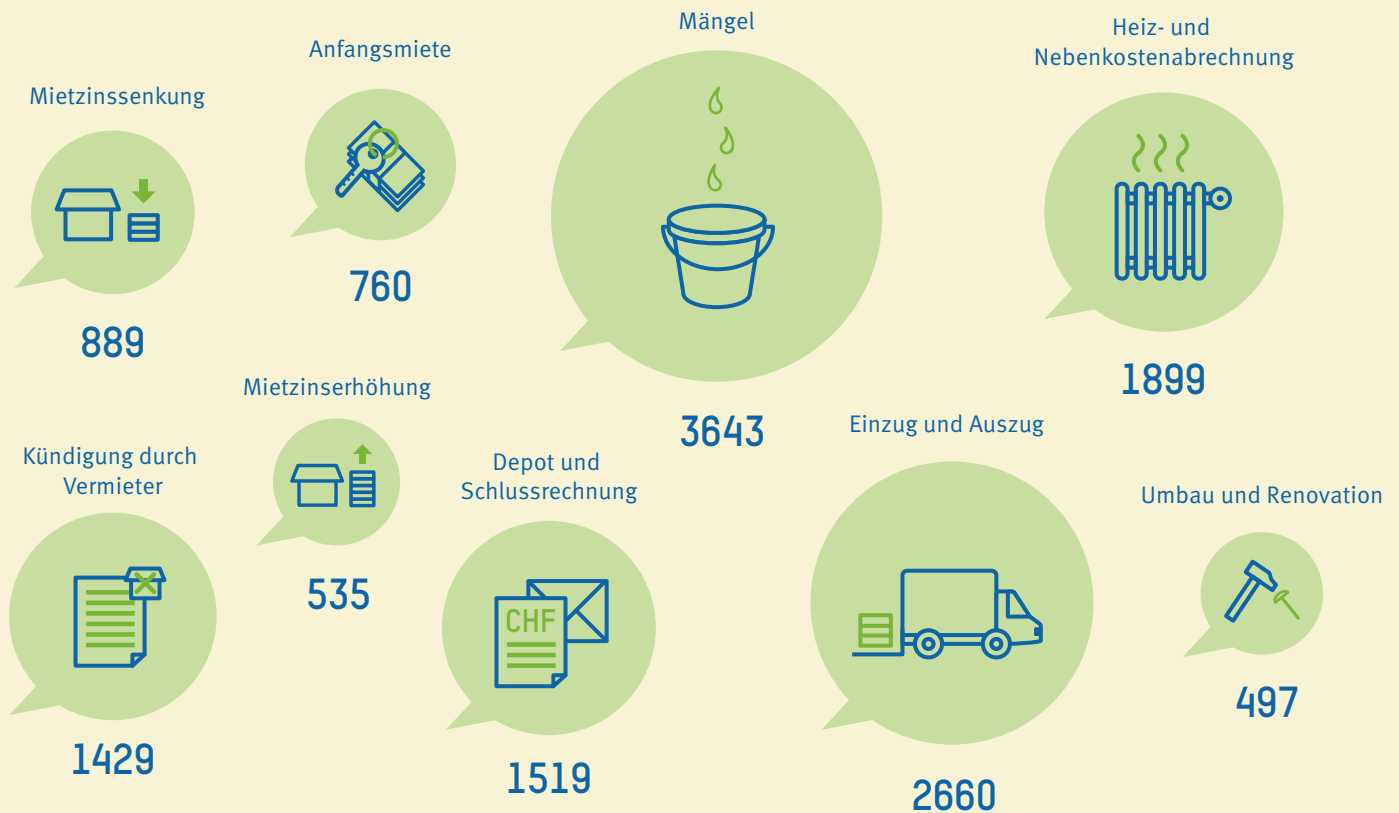 Mietzinssenkung
889
Anfangsmiete
760
Mängel
3643
Heiz- und
Nebenkostenabrechnung
1899
Kündigung durch
Vermieter
1429
Mietzinserhöhung
535
Depot und
Schlussrechnung
CHF
1519
Einzug und Auszug
2660
Umbau und Renovation
497